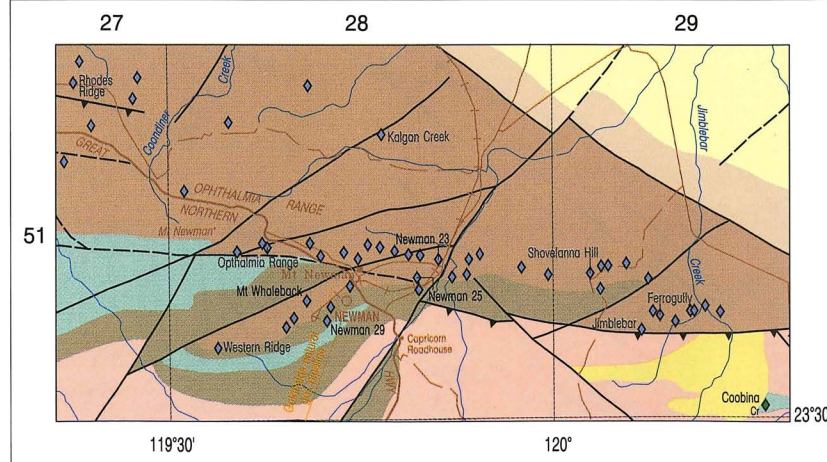 27
28
29
Rhodes
Ridge
Coondiner
Creek
Kalgan Creek
Jimblebar
GREAT
OPHTHALMIA
RANGE
NORTHERN
Mt Newman
51
Newman 23
Shovelanna Hill
Opthalmia Range
Mt Newman
Creek
Mt Whaleback
Newman 25
Ferrogully
NEWMAN
Newman 29
Jimblebar
Capricorn
Roadhouse
Western Ridge
HWY
Coobina
Cr
23°30
119°30'
120°